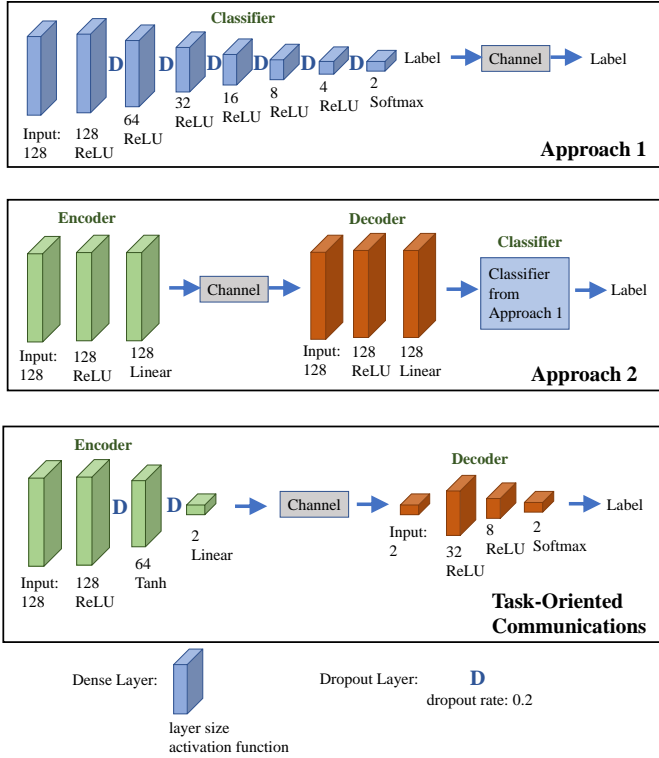 Classifier
D D D D D D
Label
Channel
Label
Input:
128
128
ReLU
64
ReLU
32
ReLU
16
ReLU
8
ReLU
4
ReLU
2
Softmax
Approach 1
Encoder
Decoder
Classifier
Channel
Classifier
from
Approach 1
Label
Input:
128
128
ReLU
128
Linear
Input:
128
128
ReLU
128
Linear
Approach 2
Encoder
Decoder
D D
Channel
Label
Input:
128
128
ReLU
64
Tanh
2
Linear
Input:
2
32
ReLU
8
ReLU
2
Softmax
Task-Oriented
Communications
Dense Layer:
layer size
activation function
Dropout Layer:
D
dropout rate: 0.2